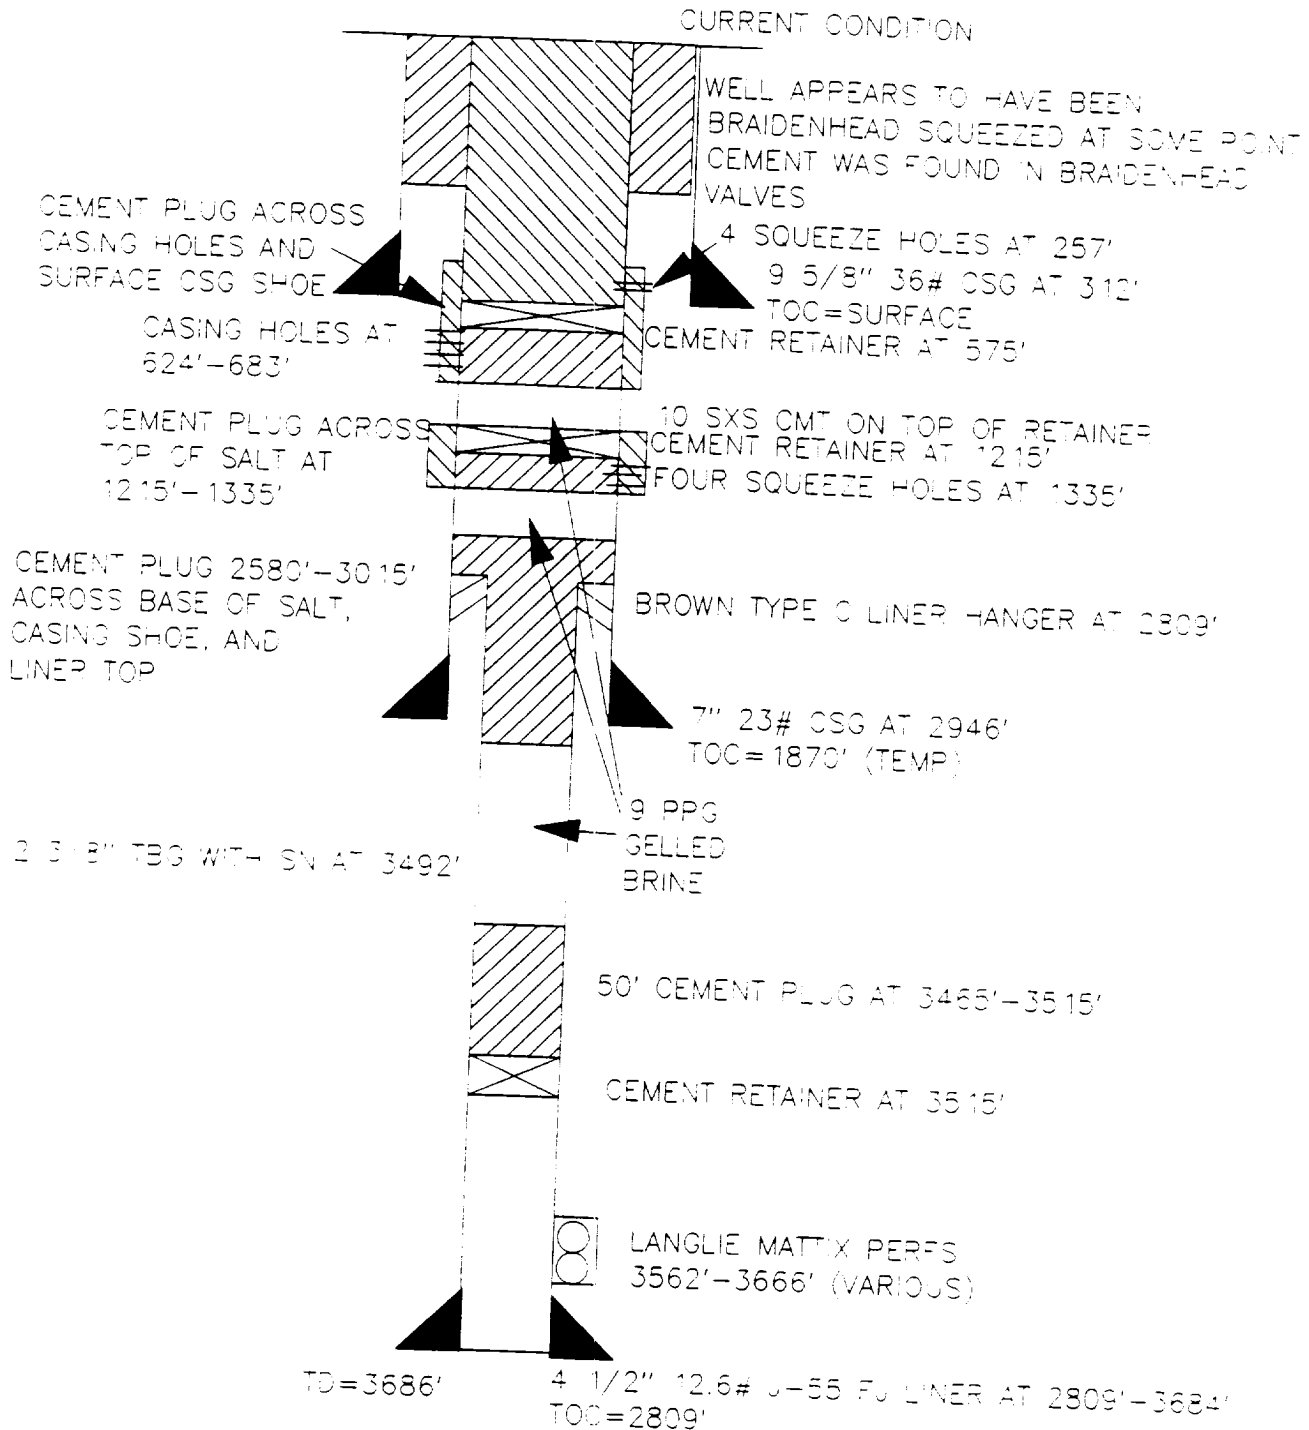 CURRENT CONDITION
WELL APPEARS TO HAVE BEEN
BRAIDENHEAD SQUEEZED AT SOME POINT
CEMENT WAS FOUND IN BRAIDENHEAD
VALVES
CEMENT PLUG ACROSS
CASING HOLES AND
SURFACE CSG SHOE
4 SQUEEZE HOLES AT 257'
9 5/8" 36# CSG AT 312'
TOC=SURFACE
CASING HOLES AT
624'-683'
CEMENT RETAINER AT 575'
CEMENT PLUG ACROSS
TOP OF SALT AT
1215'-1335'
10 SXS CMT ON TOP OF RETAINER
CEMENT RETAINER AT 1215'
FOUR SQUEEZE HOLES AT 1335'
CEMENT PLUG 2580'-3015'
ACROSS BASE OF SALT,
CASING SHOE, AND
LINER TOP
BROWN TYPE C LINER HANGER AT 2809'
7" 23# CSG AT 2946'
TOC=1870' (TEMP)
9 PPG
GELLED
BRINE
2 3/8" TBG WITH SN AT 3492'
50' CEMENT PLUG AT 3465'-3515'
CEMENT RETAINER AT 3515'
LANGLIE MATTIX PERFS
3562'-3666' (VARIOUS)
TD=3686'
4 1/2" 12.6# J-55 FJ LINER AT 2809'-3684'
TOC=2809'